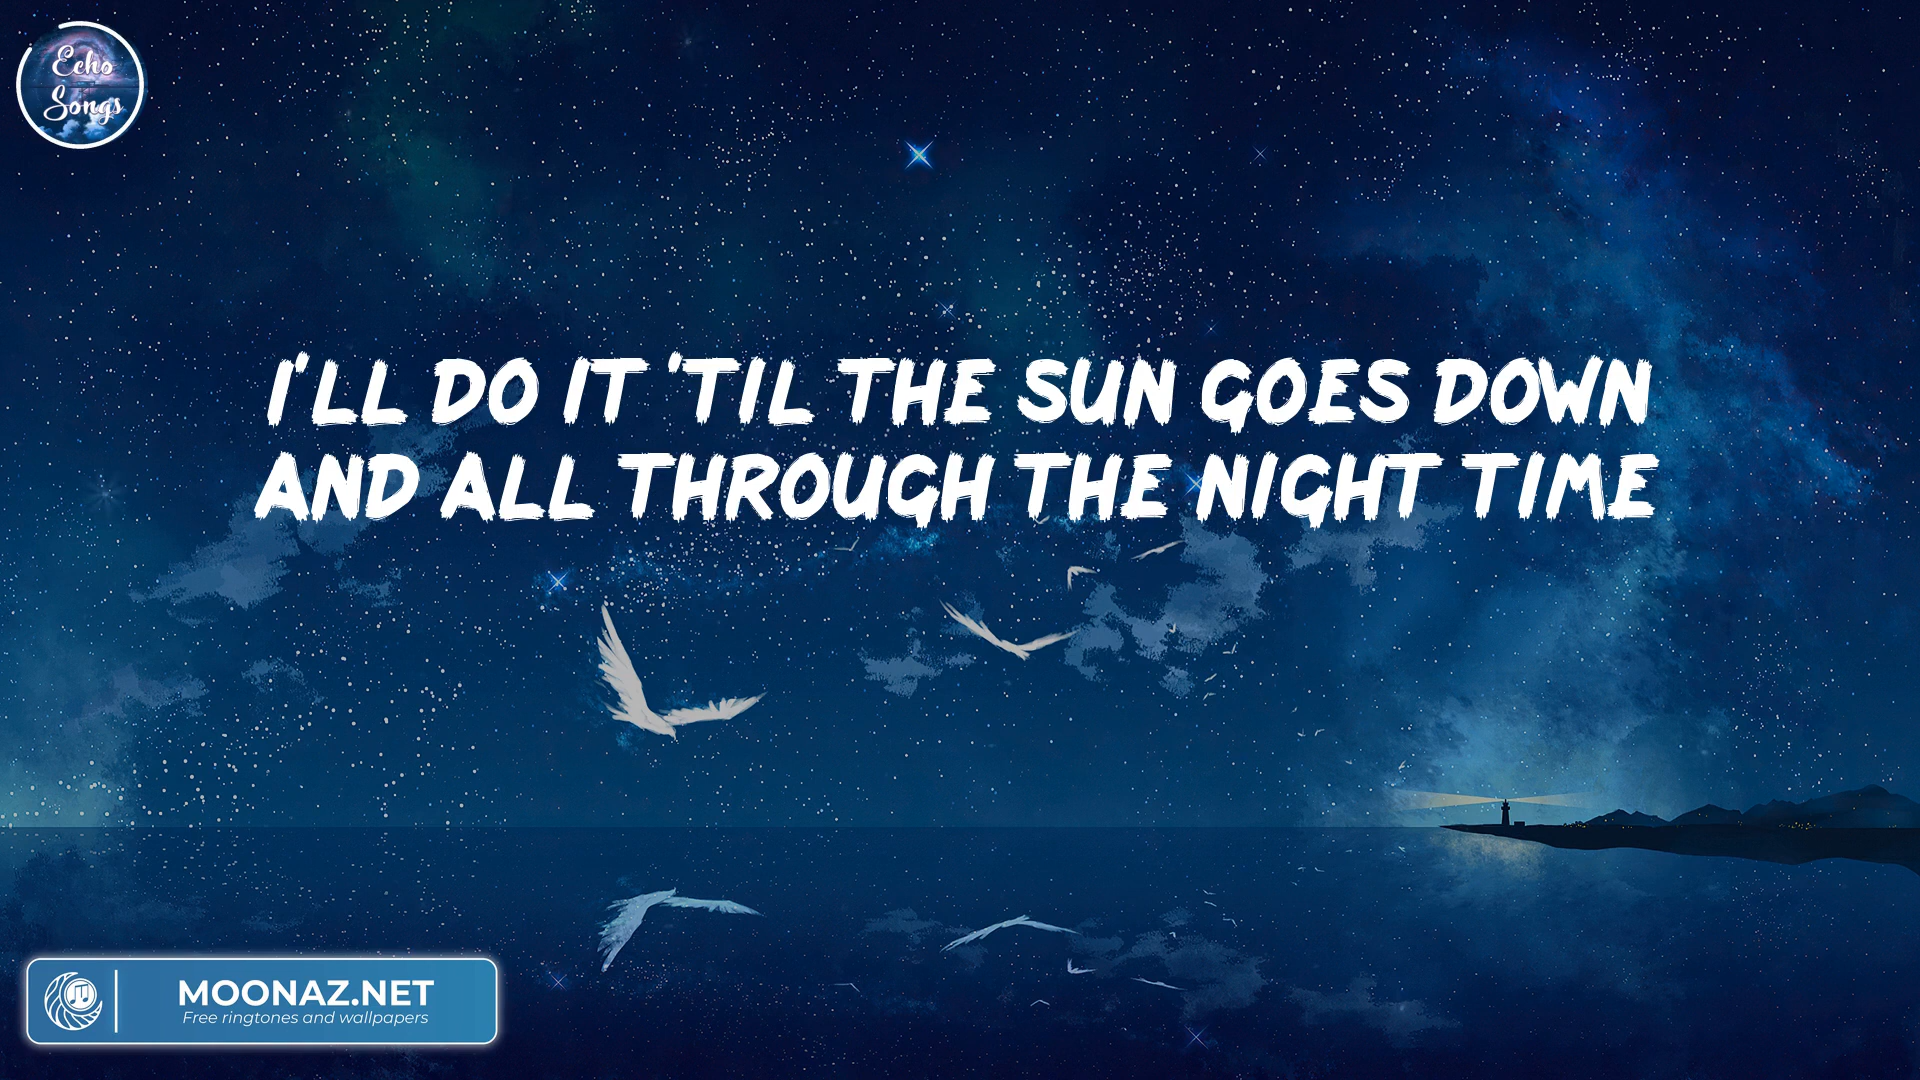 Echo
Songs
I'LL DO IT 'TIL THE SUN GOES DOWN
AND ALL THROUGH THE NIGHT TIME
MOONAZ.NET
Free ringtones and wallpapers